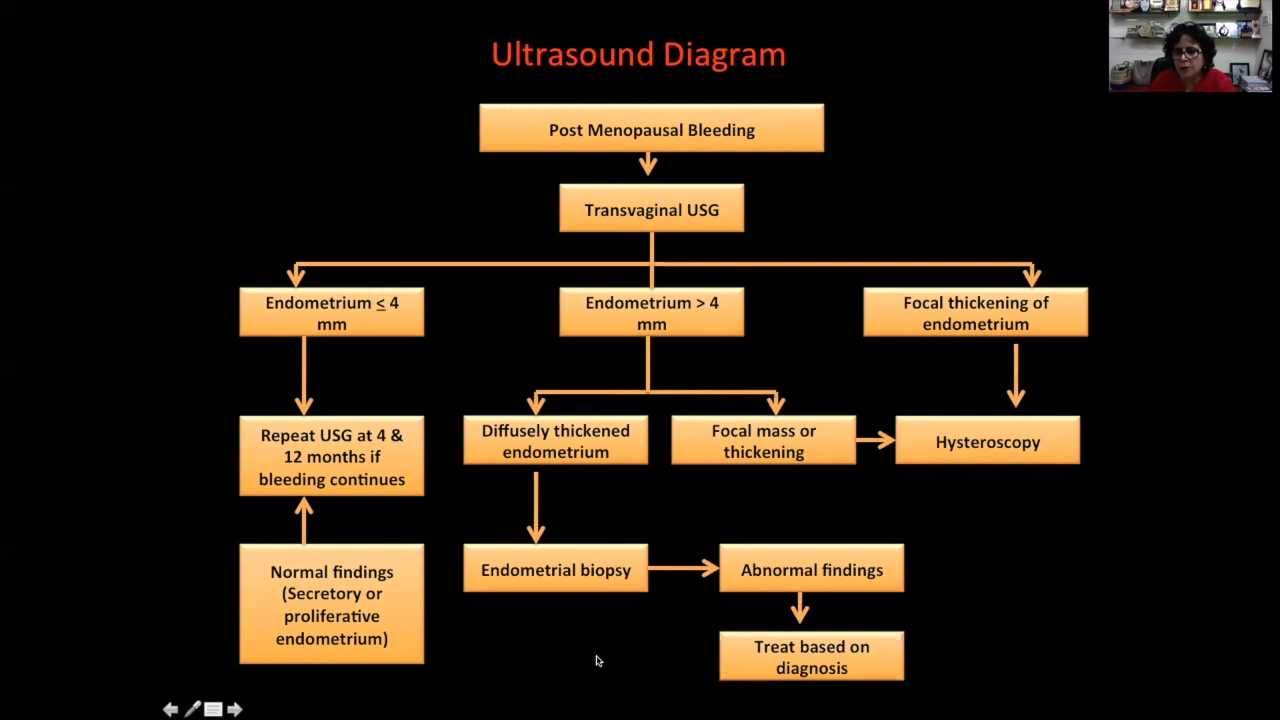 Ultrasound Diagram
Post Menopausal Bleeding
Transvaginal USG
Endometrium ≤ 4
mm
Endometrium > 4
mm
Focal thickening of
endometrium
Repeat USG at 4 &
12 months if
bleeding continues
Diffusely thickened
endometrium
Focal mass or
thickening
Hysteroscopy
Normal findings
(Secretory or
proliferative
endometrium)
Endometrial biopsy
Abnormal findings
Treat based on
diagnosis